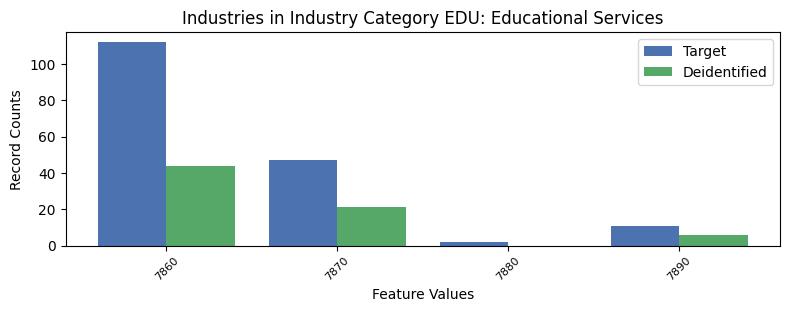 Industries in Industry Category EDU: Educational Services
Target
Deidentified
Record Counts
100
80
60
40
20
0
7860
7870
7880
7890
Feature Values